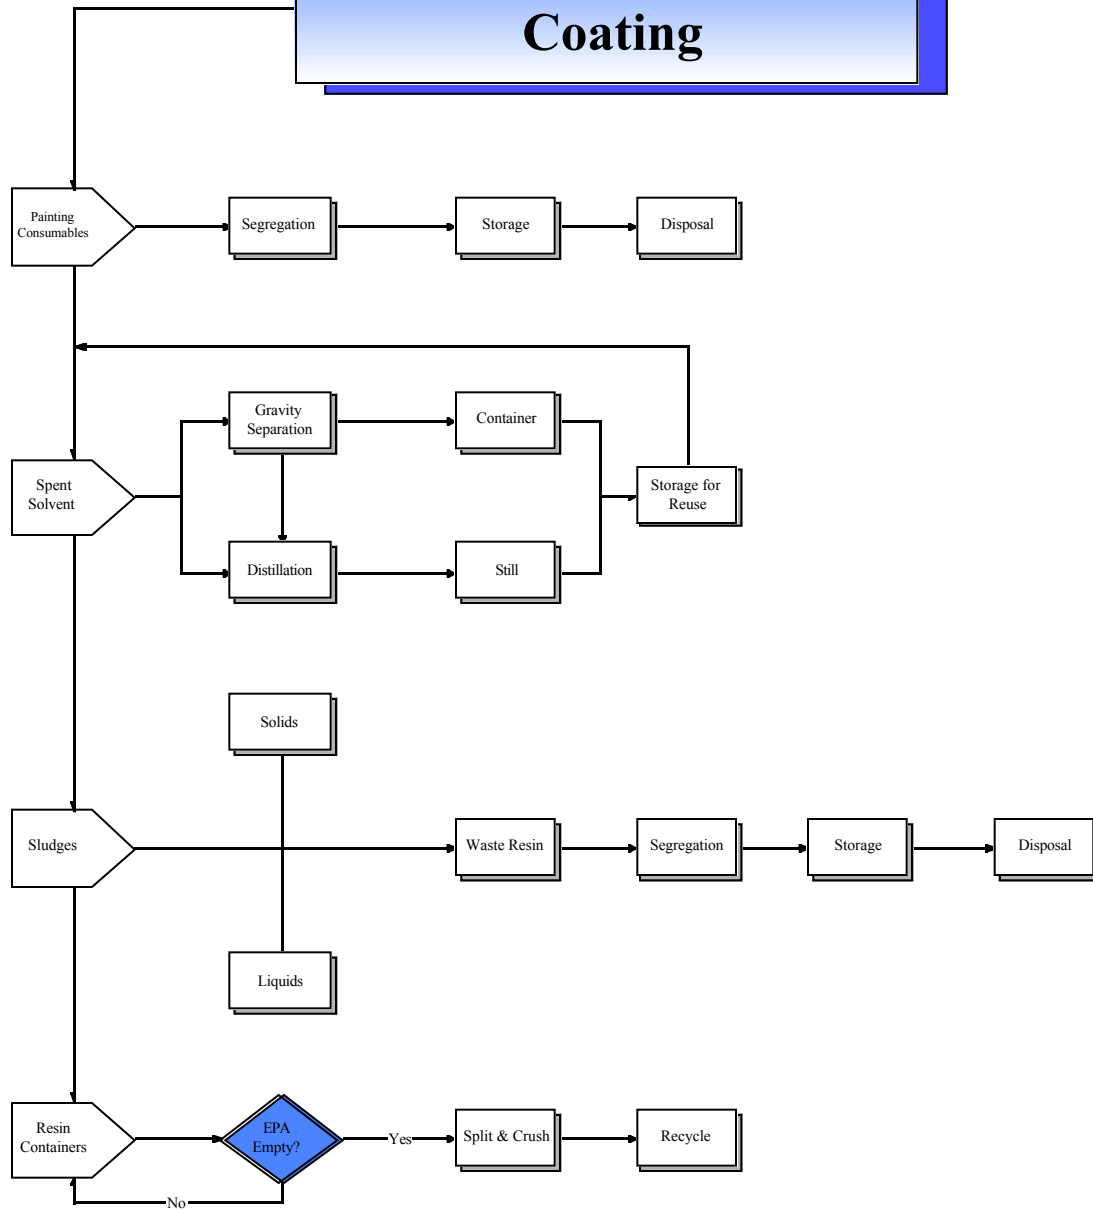 Coating
Painting
Consumables
Segregation
Storage
Disposal
Gravity
Separation
Container
Spent
Solvent
Storage for
Reuse
Distillation
Still
Solids
Sludges
Waste Resin
Segregation
Storage
Disposal
Liquids
Resin
Containers
EPA
Empty?
Yes
Split & Crush
Recycle
No